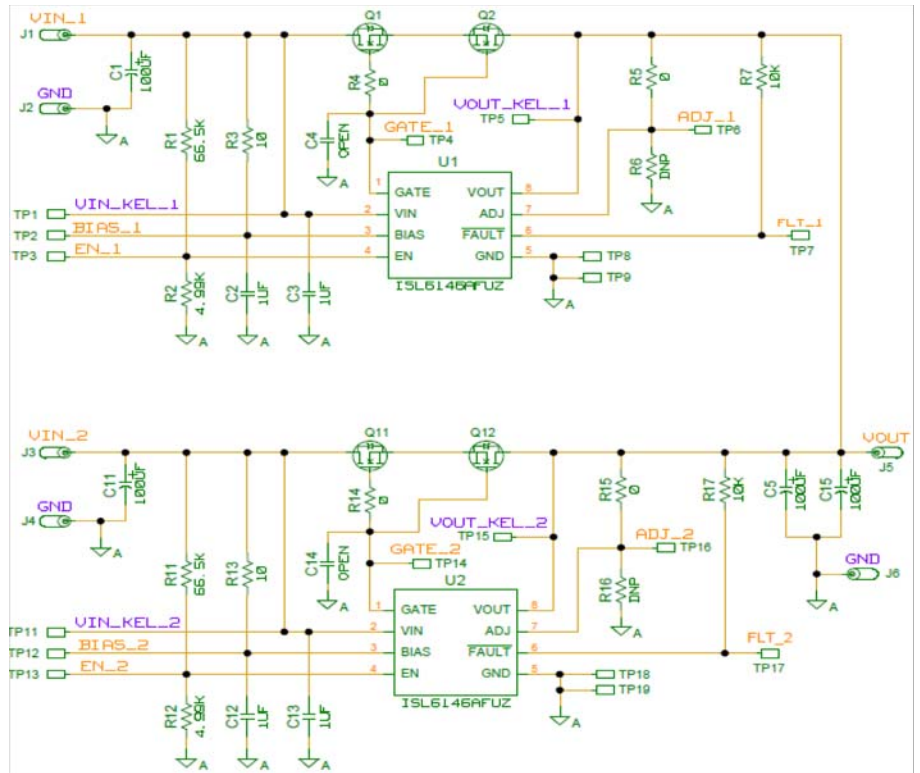 VIN_1
J1
Q1
Q2
C1
100UF
GND
J2
A
R1
66.5K
R3
10
R4
0
C4
OPEN
A
GATE_1
TP4
VOUT_KEL_1
TP5
R5
0
R7
10K
ADJ_1
TP6
R6
DNP
A
U1
1 GATE VOUT 8
TP1 VIN_KEL_1 2 VIN ADJ 7
TP2 BIAS_1 3 BIAS FAULT 6 FLT_1
TP7
TP3 EN_1 4 EN GND 5 TP8
TP9
A
ISL6146AFUZ
R2
4.99K
C2
1UF
C3
1UF
A
A
A
VIN_2
J3
Q11
Q12
VOUT
J5
C11
100UF
GND
J4
A
R11
66.5K
R13
10
R14
0
C14
OPEN
A
GATE_2
TP14
VOUT_KEL_2
TP15
R15
0
R17
10K
C5
100UF
C15
100UF
ADJ_2
TP16
R16
DNP
A
GND
J6
A
U2
1 GATE VOUT 8
TP11 VIN_KEL_2 2 VIN ADJ 7
TP12 BIAS_2 3 BIAS FAULT 6 FLT_2
TP17
TP13 EN_2 4 EN GND 5 TP18
TP19
A
ISL6146AFUZ
R12
4.99K
C12
1UF
C13
1UF
A
A
A